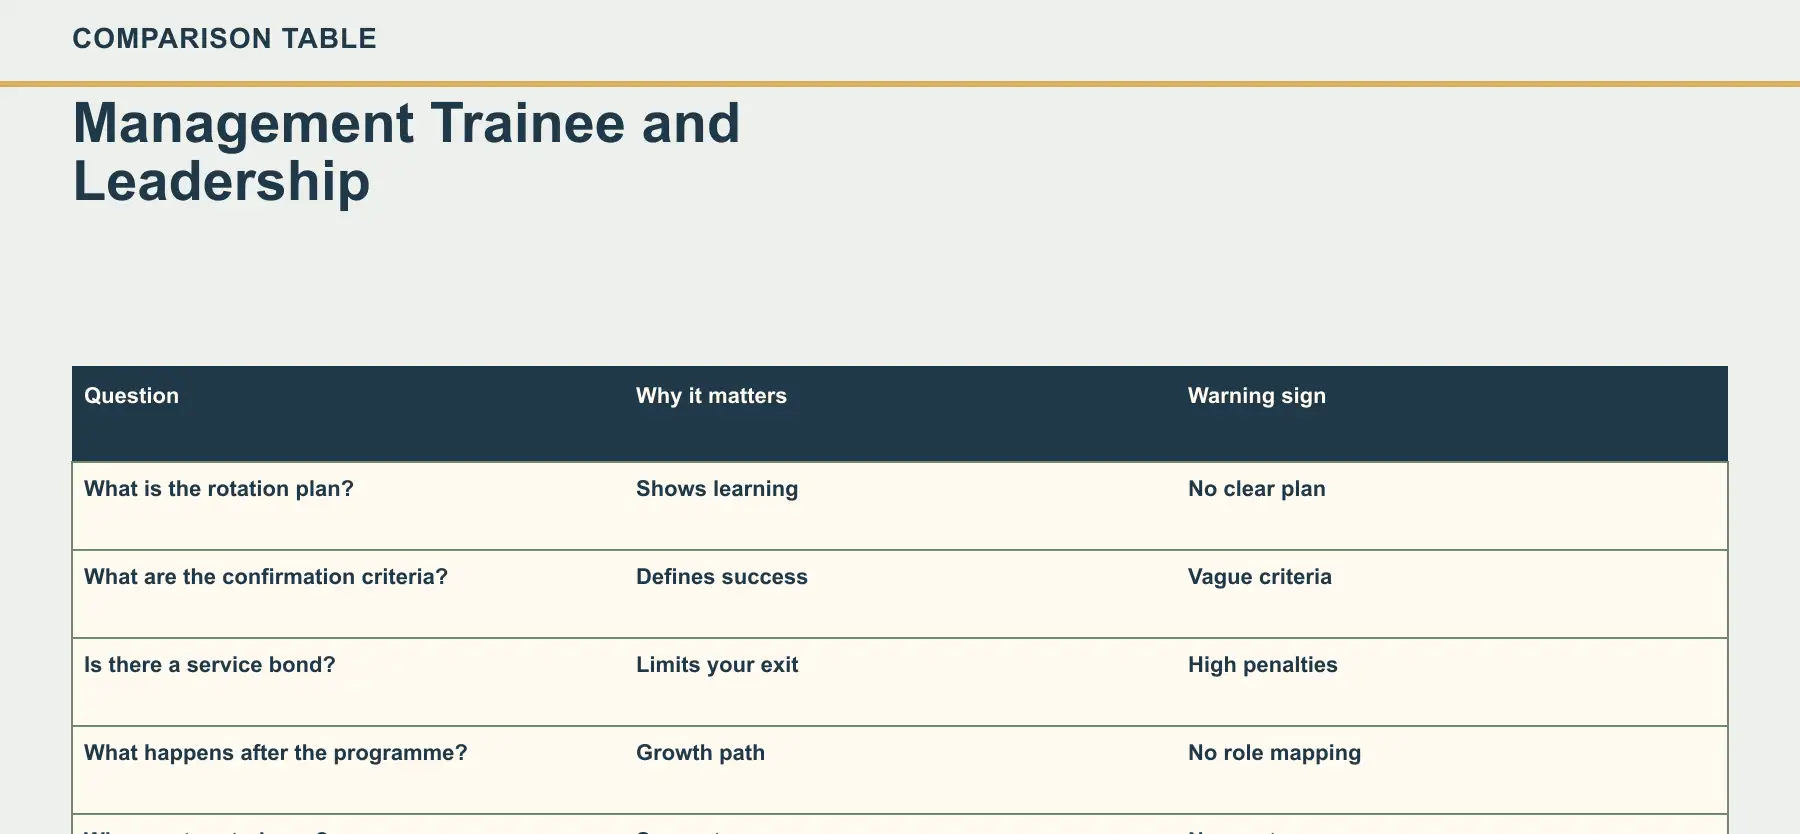 COMPARISON TABLE
Management Trainee and
Leadership
Question Why it matters Warning sign
What is the rotation plan? Shows learning No clear plan
What are the confirmation criteria? Defines success Vague criteria
Is there a service bond? Limits your exit High penalties
What happens after the programme? Growth path No role mapping